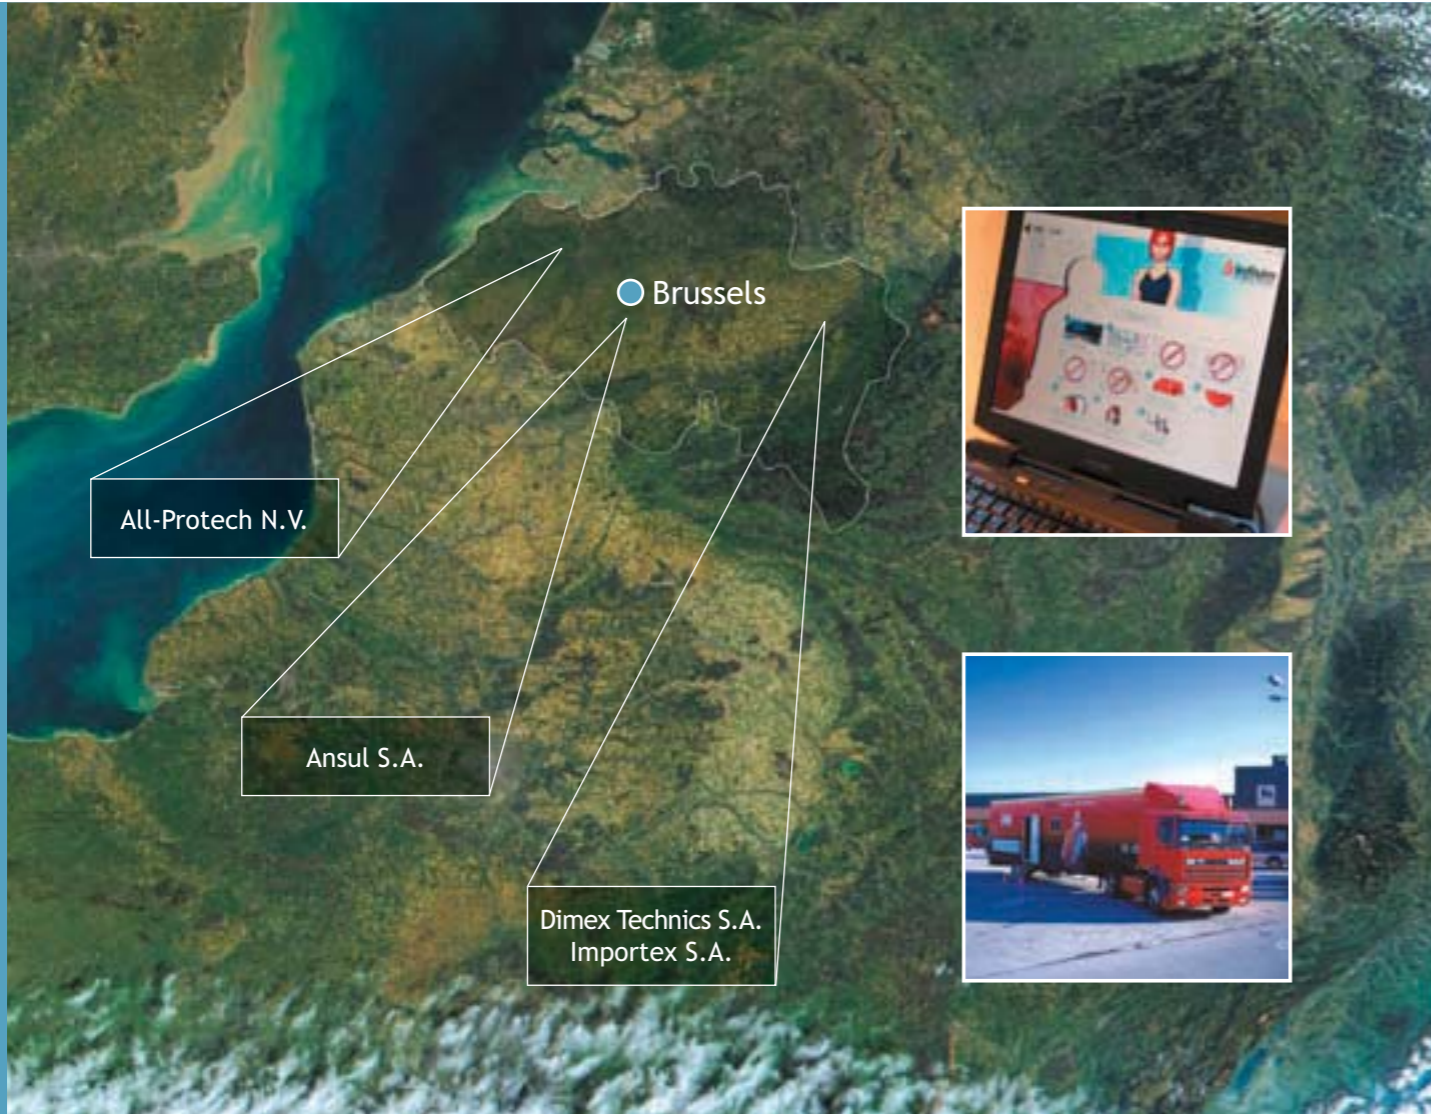 Brussels
All-Protech N.V.
Ansul S.A.
Dimex Technics S.A.
Importex S.A.